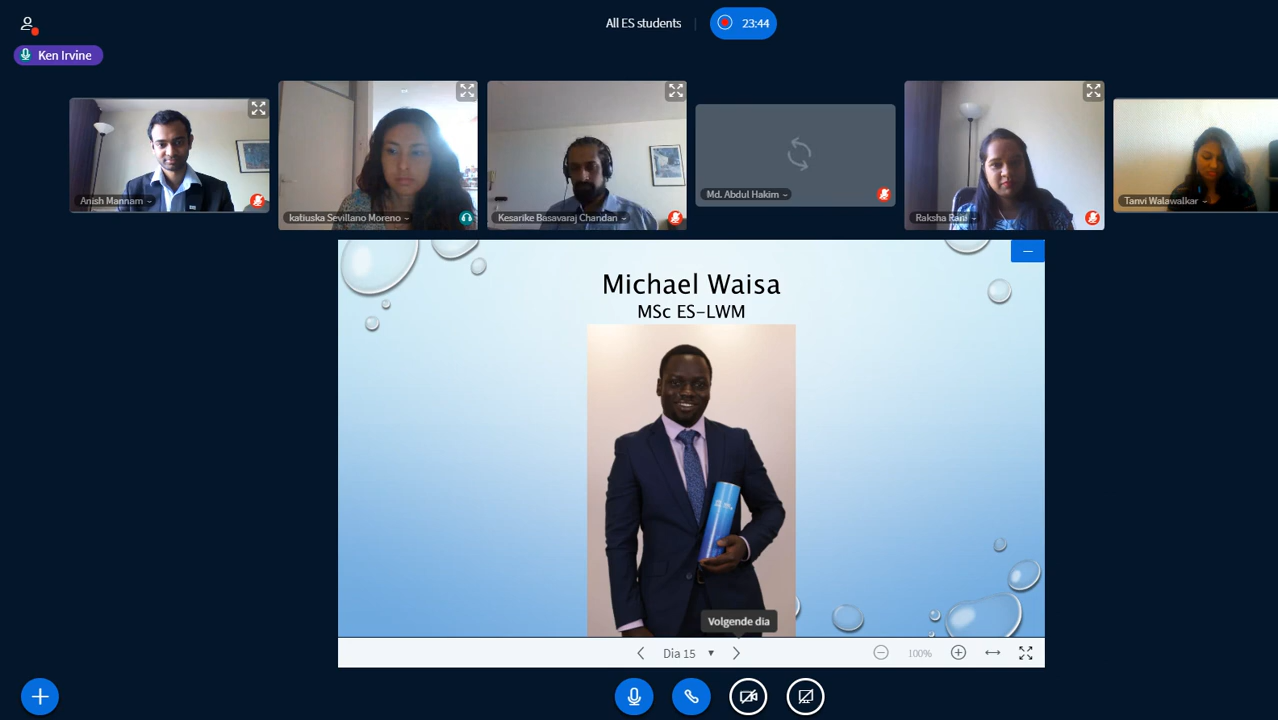 All ES students
23:44
Ken Irvine
Anish Mannam
katiuska Sevillano Moreno
Kesarike Basavaraj Chandan
Md. Abdul Hakim
Raksha Rani
Tanvi Walawalkar
Michael Waisa
MSc ES-LWM
Volgende dia
Dia 15
100%